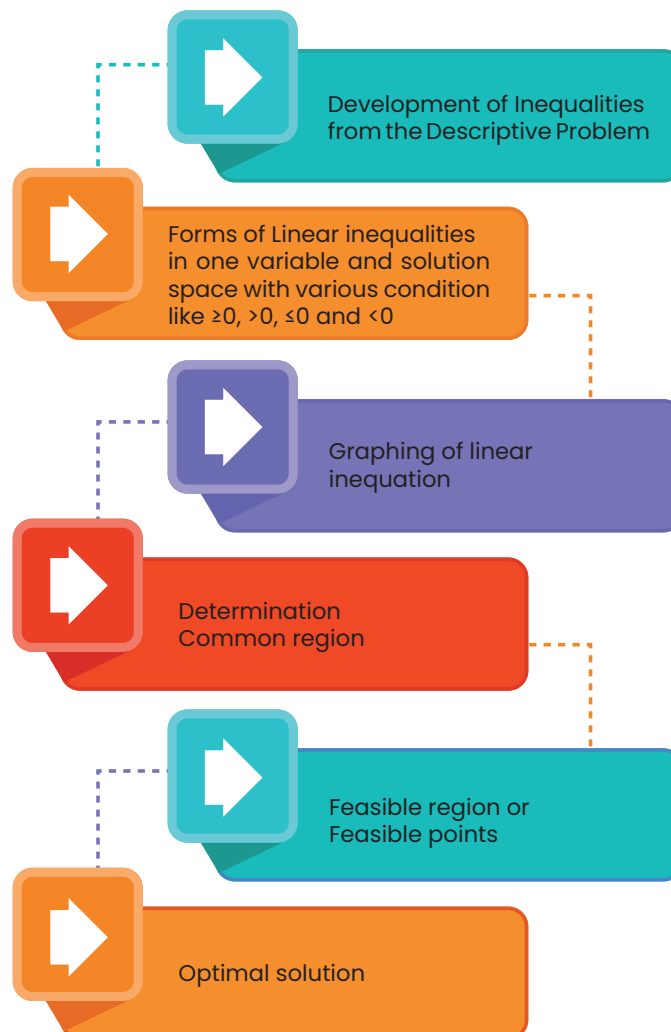 Development of Inequalities
from the Descriptive Problem
Forms of Linear inequalities
in one variable and solution
space with various condition
like ≥0, >0, ≤0 and <0
Graphing of linear
inequation
Determination
Common region
Feasible region or
Feasible points
Optimal solution